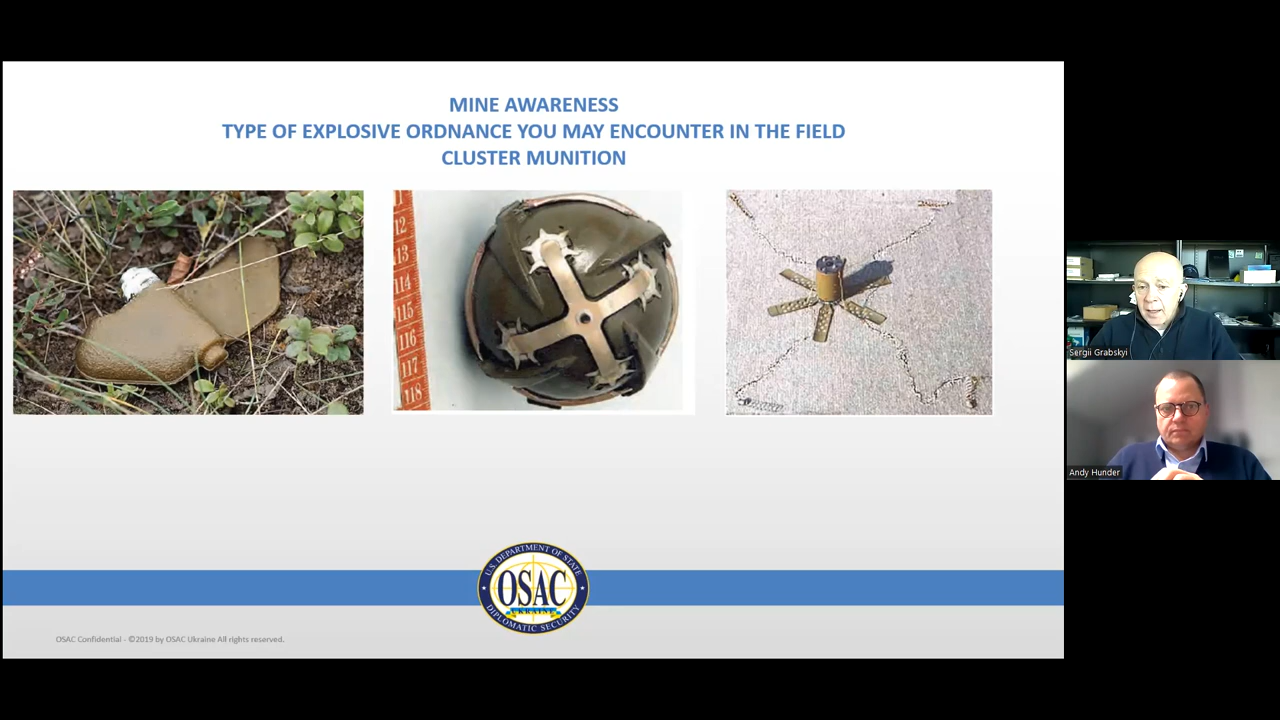 MINE AWARENESS
TYPE OF EXPLOSIVE ORDNANCE YOU MAY ENCOUNTER IN THE FIELD
CLUSTER MUNITION
12
13
114
115
116
117
118
Sergii Grabskyi
Andy Hunder
U.S. DEPARTMENT OF STATE
OSAC
UKRAINE
DIPLOMATIC SECURITY
OSAC Confidential - ©2019 by OSAC Ukraine All rights reserved.